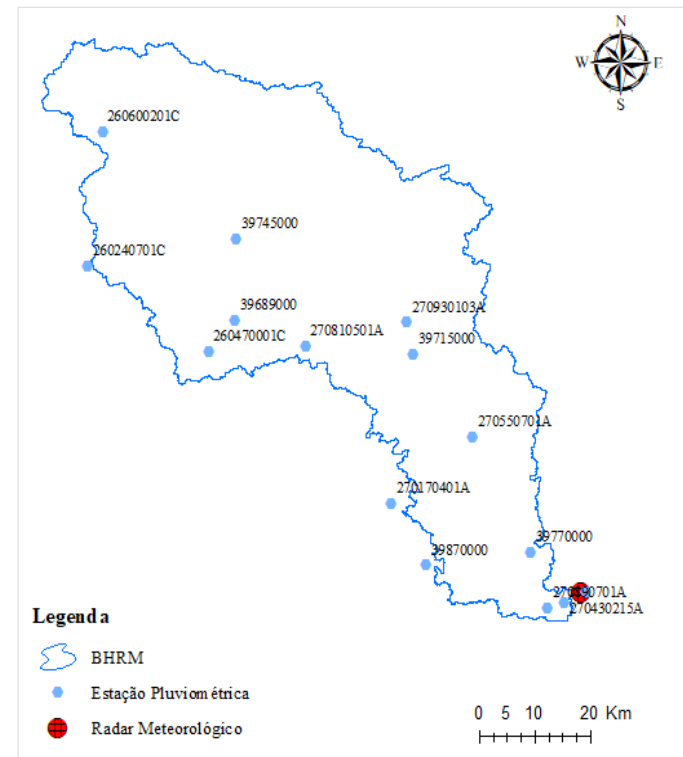 N
W E
S
260600201C
39745000
260240701C
39689000
270930103A
270810501A
39715000
260470001C
270550701A
270170401A
39770000
39870000
270430215A
Legenda
BHRM
Estação Pluviométrica
Radar Meteorológico
0 5 10 20 Km